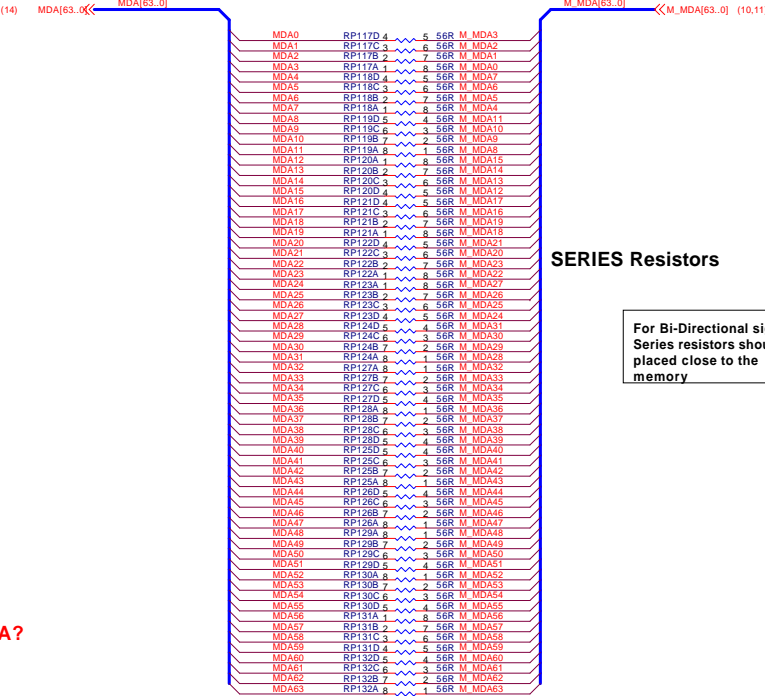 MDA[63..0] M_MDA[63..0]
(14) MDA[63..0] M_MDA[63..0] (10,11
MDA0 RP117D 4 5 56R M_MDA3
MDA1 RP117C 3 6 56R M_MDA2
MDA2 RP117B 2 7 56R M_MDA1
MDA3 RP117A 1 8 56R M_MDA0
MDA4 RP118D 4 5 56R M_MDA7
MDA5 RP118C 3 6 56R M_MDA6
MDA6 RP118B 2 7 56R M_MDA5
MDA7 RP118A 1 8 56R M_MDA4
MDA8 RP119D 5 4 56R M_MDA11
MDA9 RP119C 6 3 56R M_MDA10
MDA10 RP119B 7 2 56R M_MDA9
MDA11 RP119A 8 1 56R M_MDA8
MDA12 RP120A 1 8 56R M_MDA15
MDA13 RP120B 2 7 56R M_MDA14
MDA14 RP120C 3 6 56R M_MDA13
MDA15 RP120D 4 5 56R M_MDA12
MDA16 RP121D 4 5 56R M_MDA17
MDA17 RP121C 3 6 56R M_MDA16
MDA18 RP121B 2 7 56R M_MDA19
MDA19 RP121A 1 8 56R M_MDA18
MDA20 RP122D 4 5 56R M_MDA21
MDA21 RP122C 3 6 56R M_MDA20
MDA22 RP122B 2 7 56R M_MDA23
MDA23 RP122A 1 8 56R M_MDA22
MDA24 RP123A 1 8 56R M_MDA27
MDA25 RP123B 2 7 56R M_MDA26
MDA26 RP123C 3 6 56R M_MDA25
MDA27 RP123D 4 5 56R M_MDA24
MDA28 RP124D 5 4 56R M_MDA31
MDA29 RP124C 6 3 56R M_MDA30
MDA30 RP124B 7 2 56R M_MDA29
MDA31 RP124A 8 1 56R M_MDA28
MDA32 RP127A 8 1 56R M_MDA32
MDA33 RP127B 7 2 56R M_MDA33
MDA34 RP127C 6 3 56R M_MDA34
MDA35 RP127D 5 4 56R M_MDA35
MDA36 RP128A 8 1 56R M_MDA36
MDA37 RP128B 7 2 56R M_MDA37
MDA38 RP128C 6 3 56R M_MDA38
MDA39 RP128D 5 4 56R M_MDA39
MDA40 RP125D 5 4 56R M_MDA40
MDA41 RP125C 6 3 56R M_MDA41
MDA42 RP125B 7 2 56R M_MDA42
MDA43 RP125A 8 1 56R M_MDA43
MDA44 RP126D 5 4 56R M_MDA44
MDA45 RP126C 6 3 56R M_MDA45
MDA46 RP126B 7 2 56R M_MDA46
MDA47 RP126A 8 1 56R M_MDA47
MDA48 RP129A 8 1 56R M_MDA48
MDA49 RP129B 7 2 56R M_MDA49
MDA50 RP129C 6 3 56R M_MDA50
MDA51 RP129D 5 4 56R M_MDA51
MDA52 RP130A 8 1 56R M_MDA52
MDA53 RP130B 7 2 56R M_MDA53
MDA54 RP130C 6 3 56R M_MDA54
MDA55 RP130D 5 4 56R M_MDA55
MDA56 RP131A 1 8 56R M_MDA56
MDA57 RP131B 2 7 56R M_MDA57
MDA58 RP131C 3 6 56R M_MDA58
MDA59 RP131D 4 5 56R M_MDA59
MDA60 RP132D 5 4 56R M_MDA60
MDA61 RP132C 6 3 56R M_MDA61
MDA62 RP132B 7 2 56R M_MDA62
MDA63 RP132A 8 1 56R M_MDA63
SERIES Resistors
For Bi-Directional
Series resistors
placed close to the
memory
A?